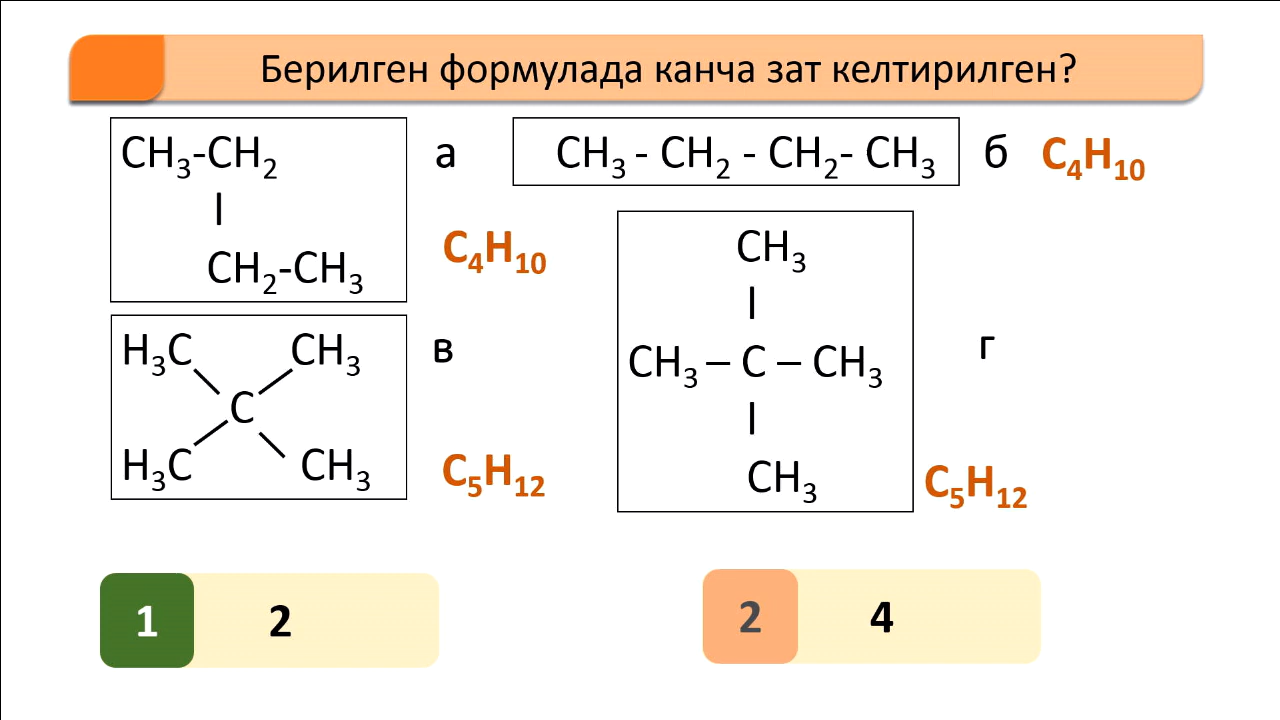 Берилген формулада канча зат келтирилген?
CH₃-CH₂
|
CH₂-CH₃
а
C₄H₁₀
CH₃ - CH₂ - CH₂- CH₃
б
C₄H₁₀
H₃C CH₃
C
H₃C CH₃
в
C₅H₁₂
CH₃
|
CH₃ – C – CH₃
|
CH₃
г
C₅H₁₂
1 2
2 4